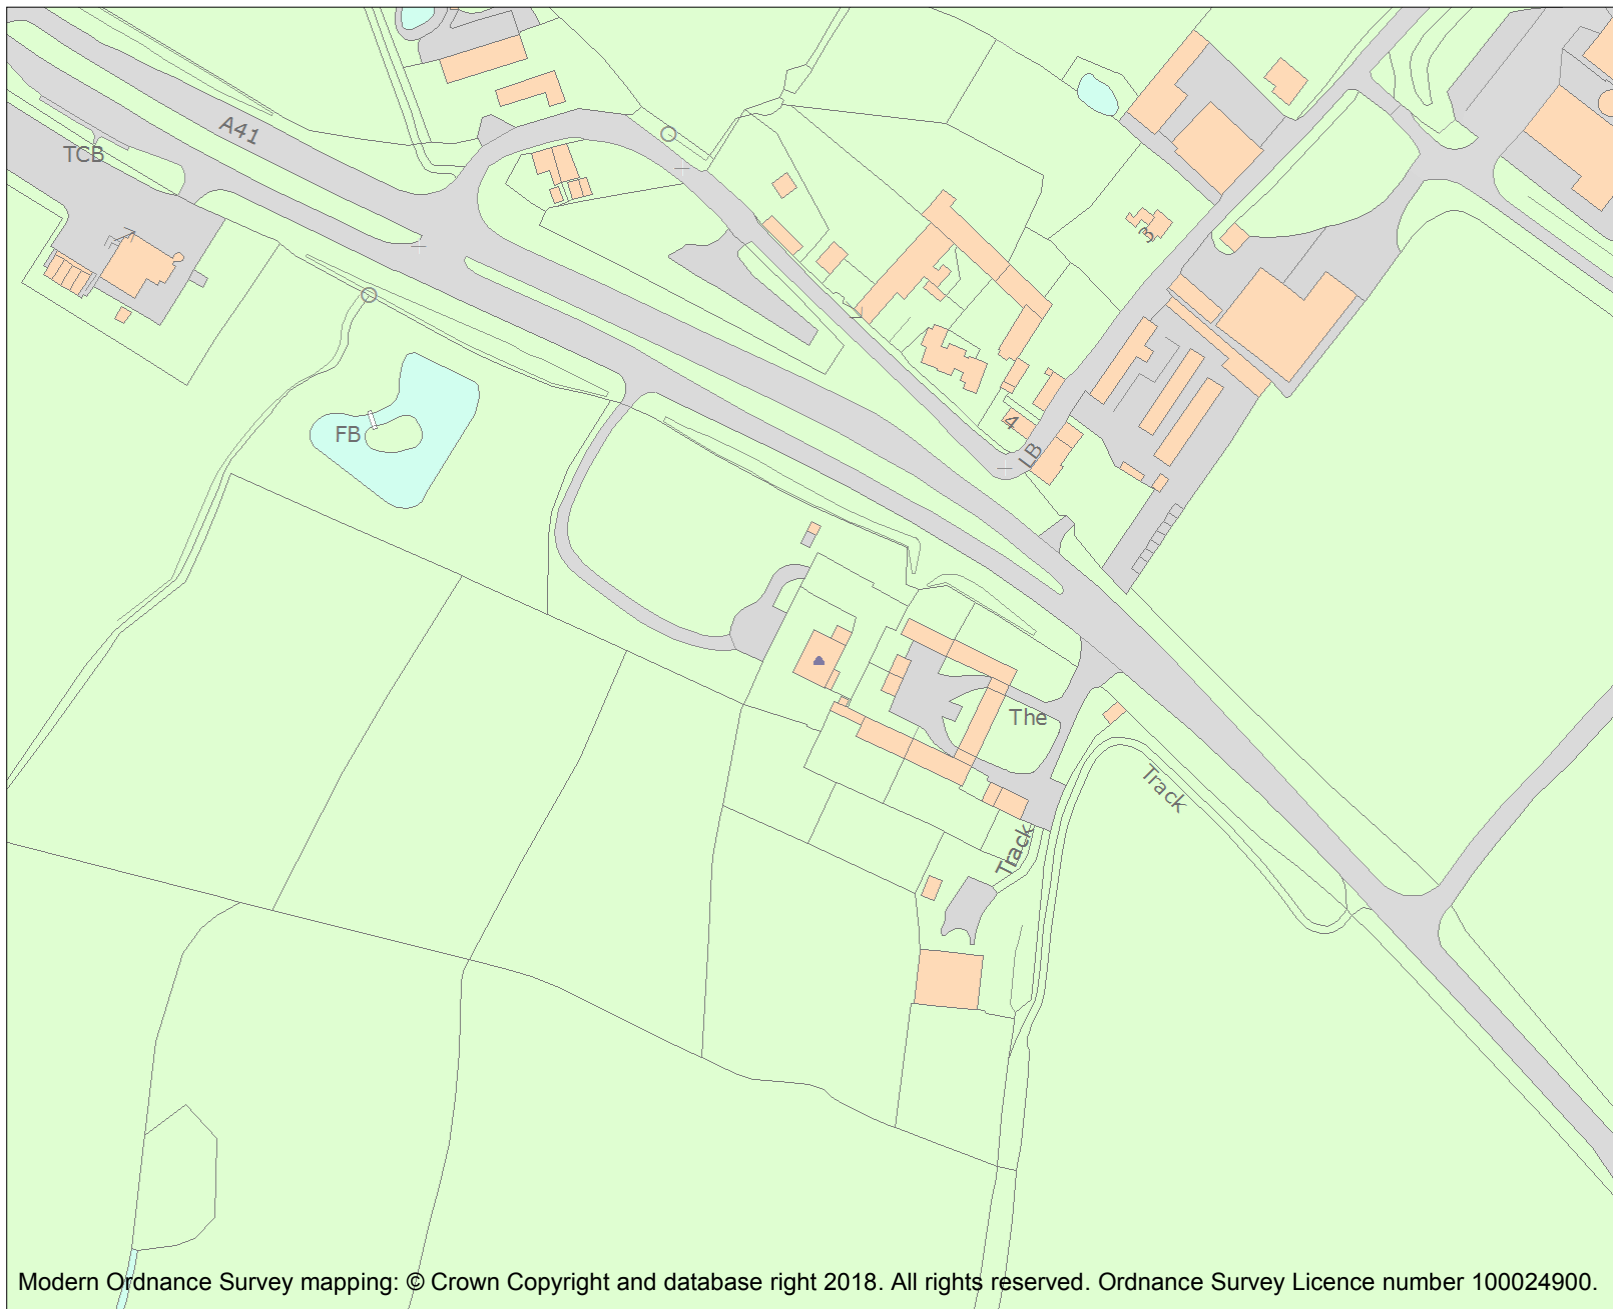 A41
TCB
3
FB
4
LB
The
Track
Track
Modern Ordnance Survey mapping: © Crown Copyright and database right 2018. All rights reserved. Ordnance Survey Licence number 100024900.